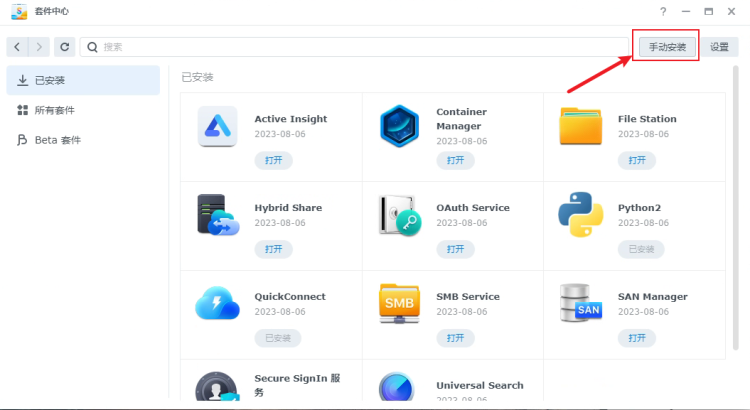 套件中心
搜索
手动安装
设置
已安装
所有套件
Beta 套件
已安装
Active Insight
2023-08-06
打开
Container
Manager
2023-08-06
打开
File Station
2023-08-06
打开
Hybrid Share
2023-08-06
打开
OAuth Service
2023-08-06
打开
Python2
2023-08-06
已安装
QuickConnect
2023-08-06
已安装
SMB
SMB Service
2023-08-06
打开
SAN
SAN Manager
2023-08-06
打开
Secure SignIn 服
务
Universal Search
2023-08-06